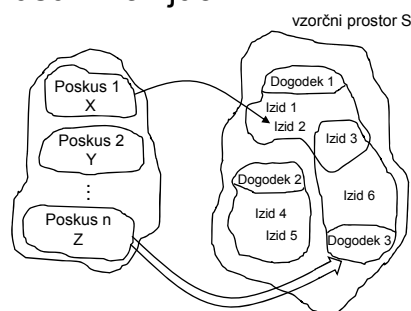 vzorčni prostor S
Poskus 1
X
Poskus 2
Y
⋮
Poskus n
Z
Dogodek 1
Izid 1
Izid 2
Izid 3
Dogodek 2
Izid 4
Izid 5
Izid 6
Dogodek 3